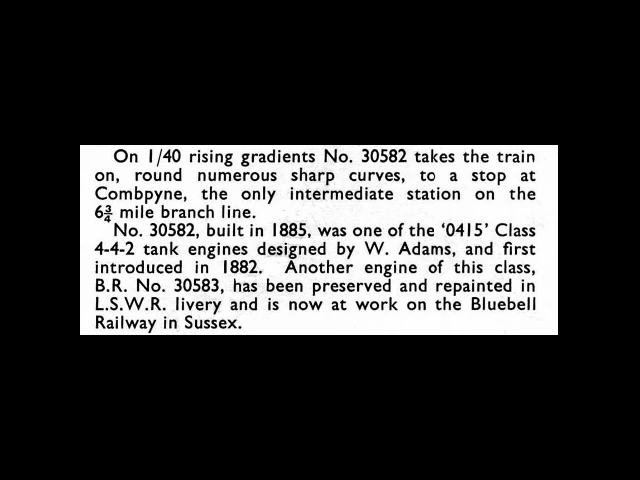 On 1/40 rising gradients No. 30582 takes the train
on, round numerous sharp curves, to a stop at
Combpyne, the only intermediate station on the
6¾ mile branch line.
No. 30582, built in 1885, was one of the ‘0415’ Class
4-4-2 tank engines designed by W. Adams, and first
introduced in 1882. Another engine of this class,
B.R. No. 30583, has been preserved and repainted in
L.S.W.R. livery and is now at work on the Bluebell
Railway in Sussex.